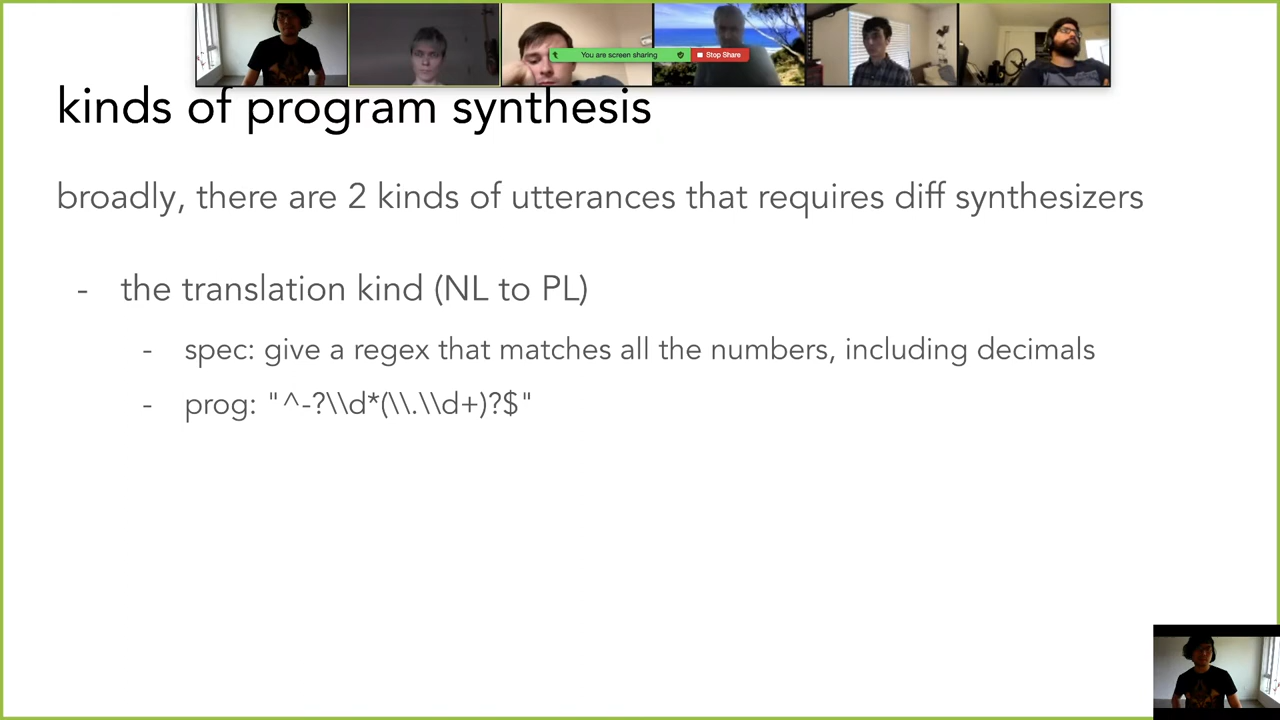 You are screen sharing
Stop Share
kinds of program synthesis
broadly, there are 2 kinds of utterances that requires diff synthesizers
- the translation kind (NL to PL)
- spec: give a regex that matches all the numbers, including decimals
- prog: "^-?\\d*(\\.\\d+)?$"